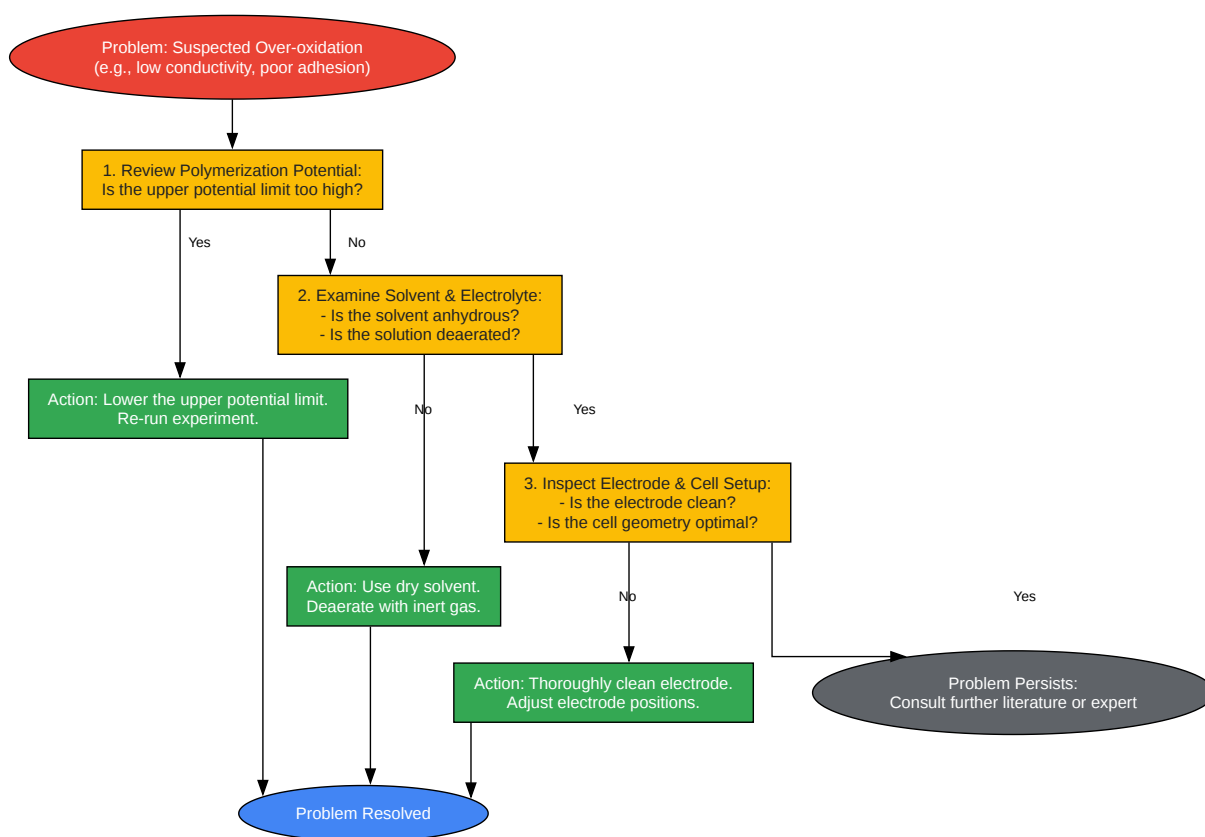 Problem: Suspected Over-oxidation
(e.g., low conductivity, poor adhesion)
1. Review Polymerization Potential:
Is the upper potential limit too high?
Yes
No
2. Examine Solvent & Electrolyte:
- Is the solvent anhydrous?
- Is the solution deaerated?
Action: Lower the upper potential limit.
Re-run experiment.
No
Yes
3. Inspect Electrode & Cell Setup:
- Is the electrode clean?
- Is the cell geometry optimal?
Action: Use dry solvent.
Deaerate with inert gas.
No
Yes
Action: Thoroughly clean electrode.
Adjust electrode positions.
Problem Persists:
Consult further literature or expert
Problem Resolved